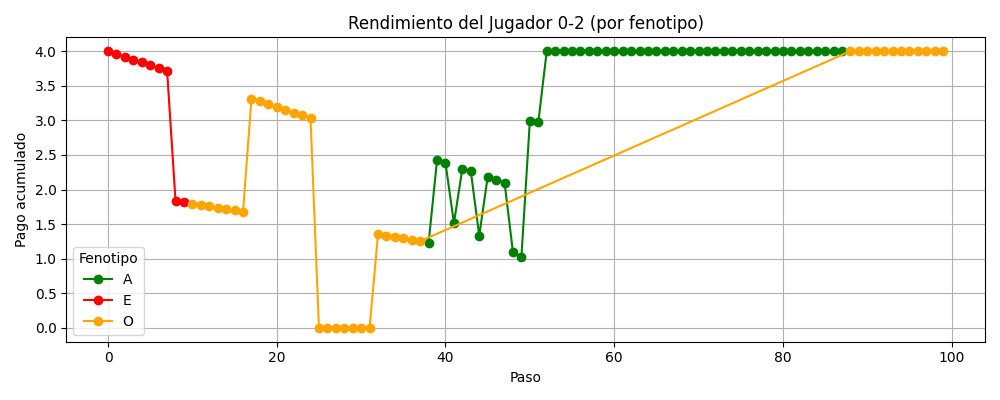 Rendimiento del Jugador 0-2 (por fenotipo)
Pago acumulado
4.0
3.5
3.0
2.5
2.0
1.5
1.0
0.5
0.0
Fenotipo
A
E
O
0 20 40 60 80 100
Paso